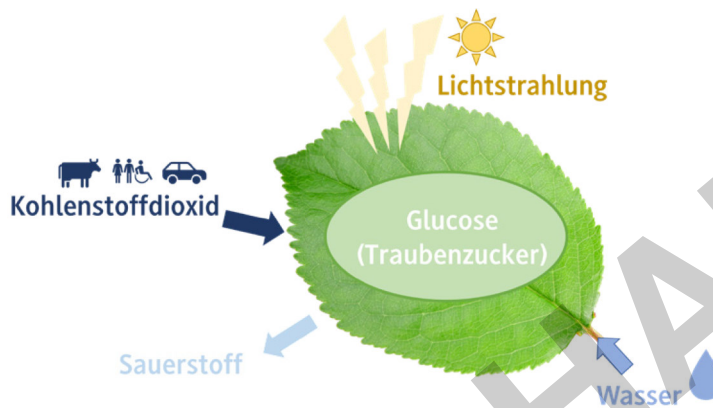 Lichtstrahlung
Kohlenstoffdioxid
Glucose
(Traubenzucker)
Sauerstoff
Wasser